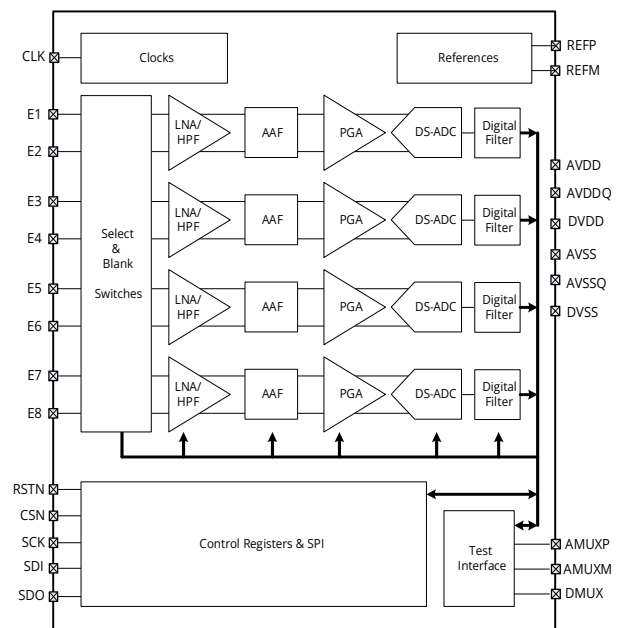 CLK
Clocks
References
REFP
REFM
E1
E2
E3
E4
E5
E6
E7
E8
Select
&
Blank
Switches
LNA/
HPF
AAF
PGA
DS-ADC
Digital
Filter
LNA/
HPF
AAF
PGA
DS-ADC
Digital
Filter
LNA/
HPF
AAF
PGA
DS-ADC
Digital
Filter
LNA/
HPF
AAF
PGA
DS-ADC
Digital
Filter
AVDD
AVDDQ
DVDD
AVSS
AVSSQ
DVSS
RSTN
CSN
SCK
SDI
SDO
Control Registers & SPI
Test
Interface
AMUXP
AMUXM
DMUX